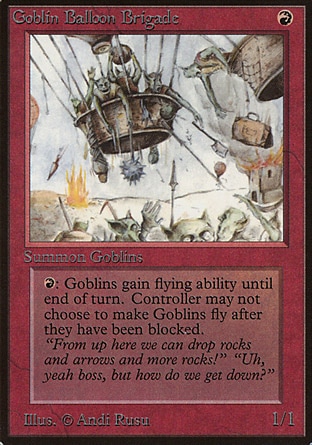 Goblin Balloon Brigade
Summon Goblins
: Goblins gain flying ability until
end of turn. Controller may not
choose to make Goblins fly after
they have been blocked.
“From up here we can drop rocks
and arrows and more rocks!” “Uh,
yeah boss, but how do we get down?”
1/1
Illus. © Andi Rusu